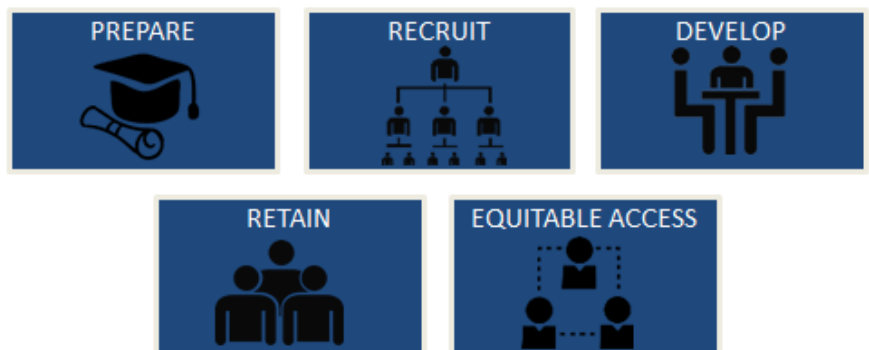 PREPARE
RECRUIT
DEVELOP
RETAIN
EQUITABLE ACCESS